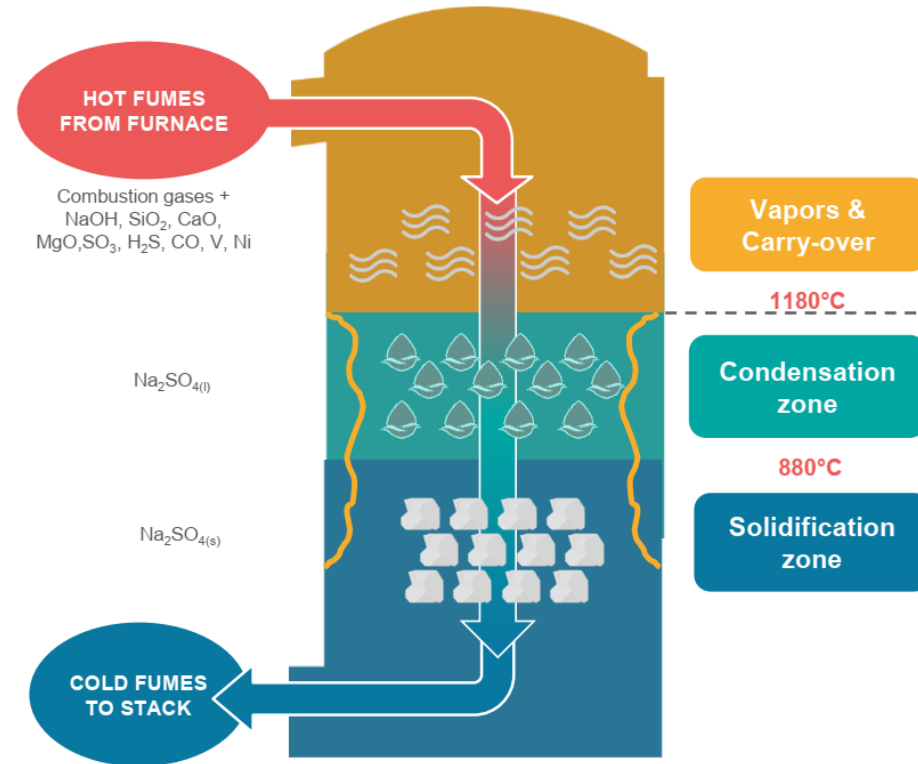 HOT FUMES
FROM FURNACE
Combustion gases +
NaOH, SiO₂, CaO,
MgO,SO₃, H₂S, CO, V, Ni
Vapors &
Carry-over
1180°C
Na₂SO₄₍ₗ₎
Condensation
zone
880°C
Na₂SO₄₍ₛ₎
Solidification
zone
COLD FUMES
TO STACK